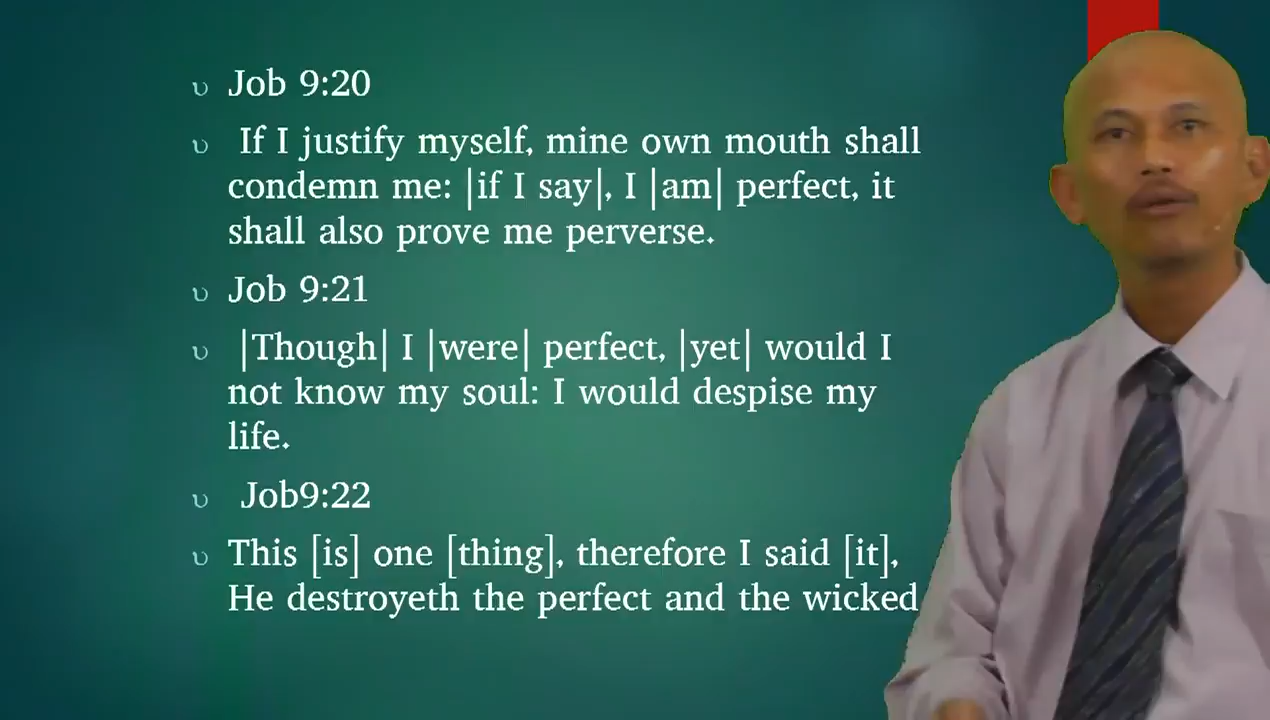 Job 9:20
If I justify myself, mine own mouth shall
condemn me: |if I say|, I |am| perfect, it
shall also prove me perverse.
Job 9:21
|Though| I |were| perfect, |yet| would I
not know my soul: I would despise my
life.
Job9:22
This [is] one [thing], therefore I said [it],
He destroyeth the perfect and the wicked